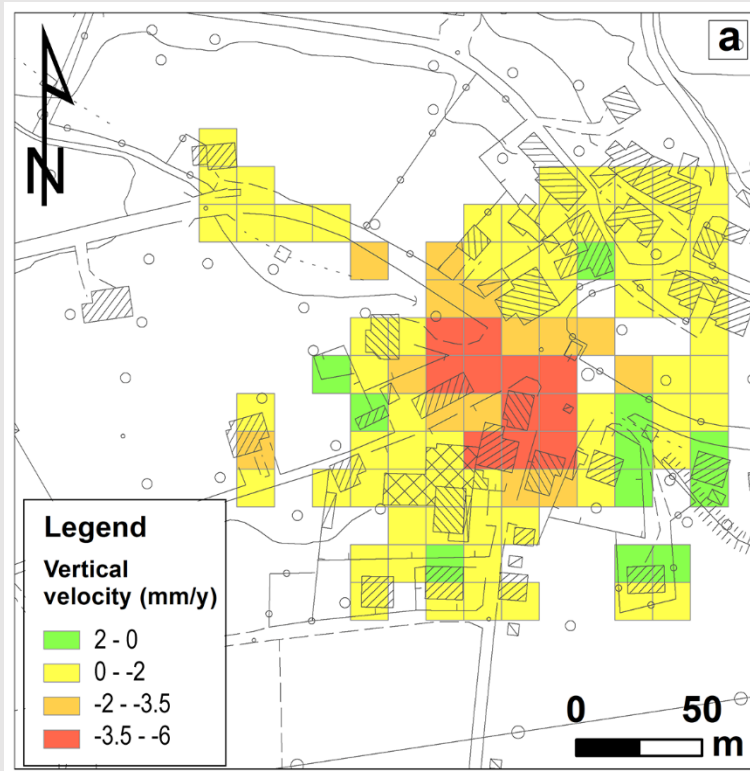 a
N
Legend
Vertical
velocity (mm/y)
2 - 0
0 - -2
-2 - -3.5
-3.5 - -6
0 50
m